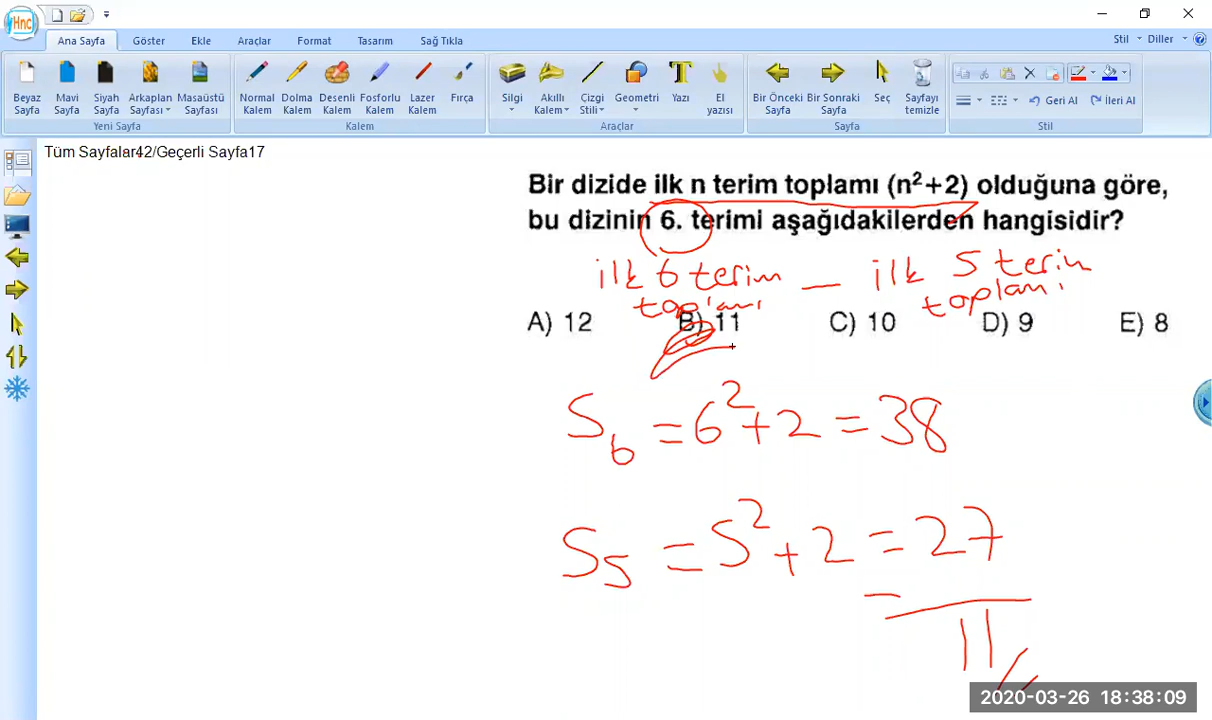 Hnc
Ana Sayfa Göster Ekle Araçlar Format Tasarım Sağ Tıkla Stil Diller
Beyaz Sayfa Mavi Sayfa Siyah Sayfa Arkaplan Sayfası Masaüstü Sayfası Normal Kalem Dolma Kalem Desenli Kalem Fosforlu Kalem Lazer Kalem Fırça Silgi Akıllı Kalem Çizgi Stili Geometri Yazı El yazısı Bir Önceki Sayfa Bir Sonraki Sayfa Seç Sayfayı temizle Geri Al İleri Al
Yeni Sayfa Kalem Araçlar Sayfa Stil
Tüm Sayfalar42/Geçerli Sayfa17
Bir dizide ilk n terim toplamı (n²+2) olduğuna göre,
bu dizinin 6. terimi aşağıdakilerden hangisidir?
ilk 6 terim toplamı — ilk 5 terim toplamı
A) 12 B) 11 C) 10 D) 9 E) 8
S₆ = 6² + 2 = 38
S₅ = 5² + 2 = 27
= 11
2020-03-26 18:38:09